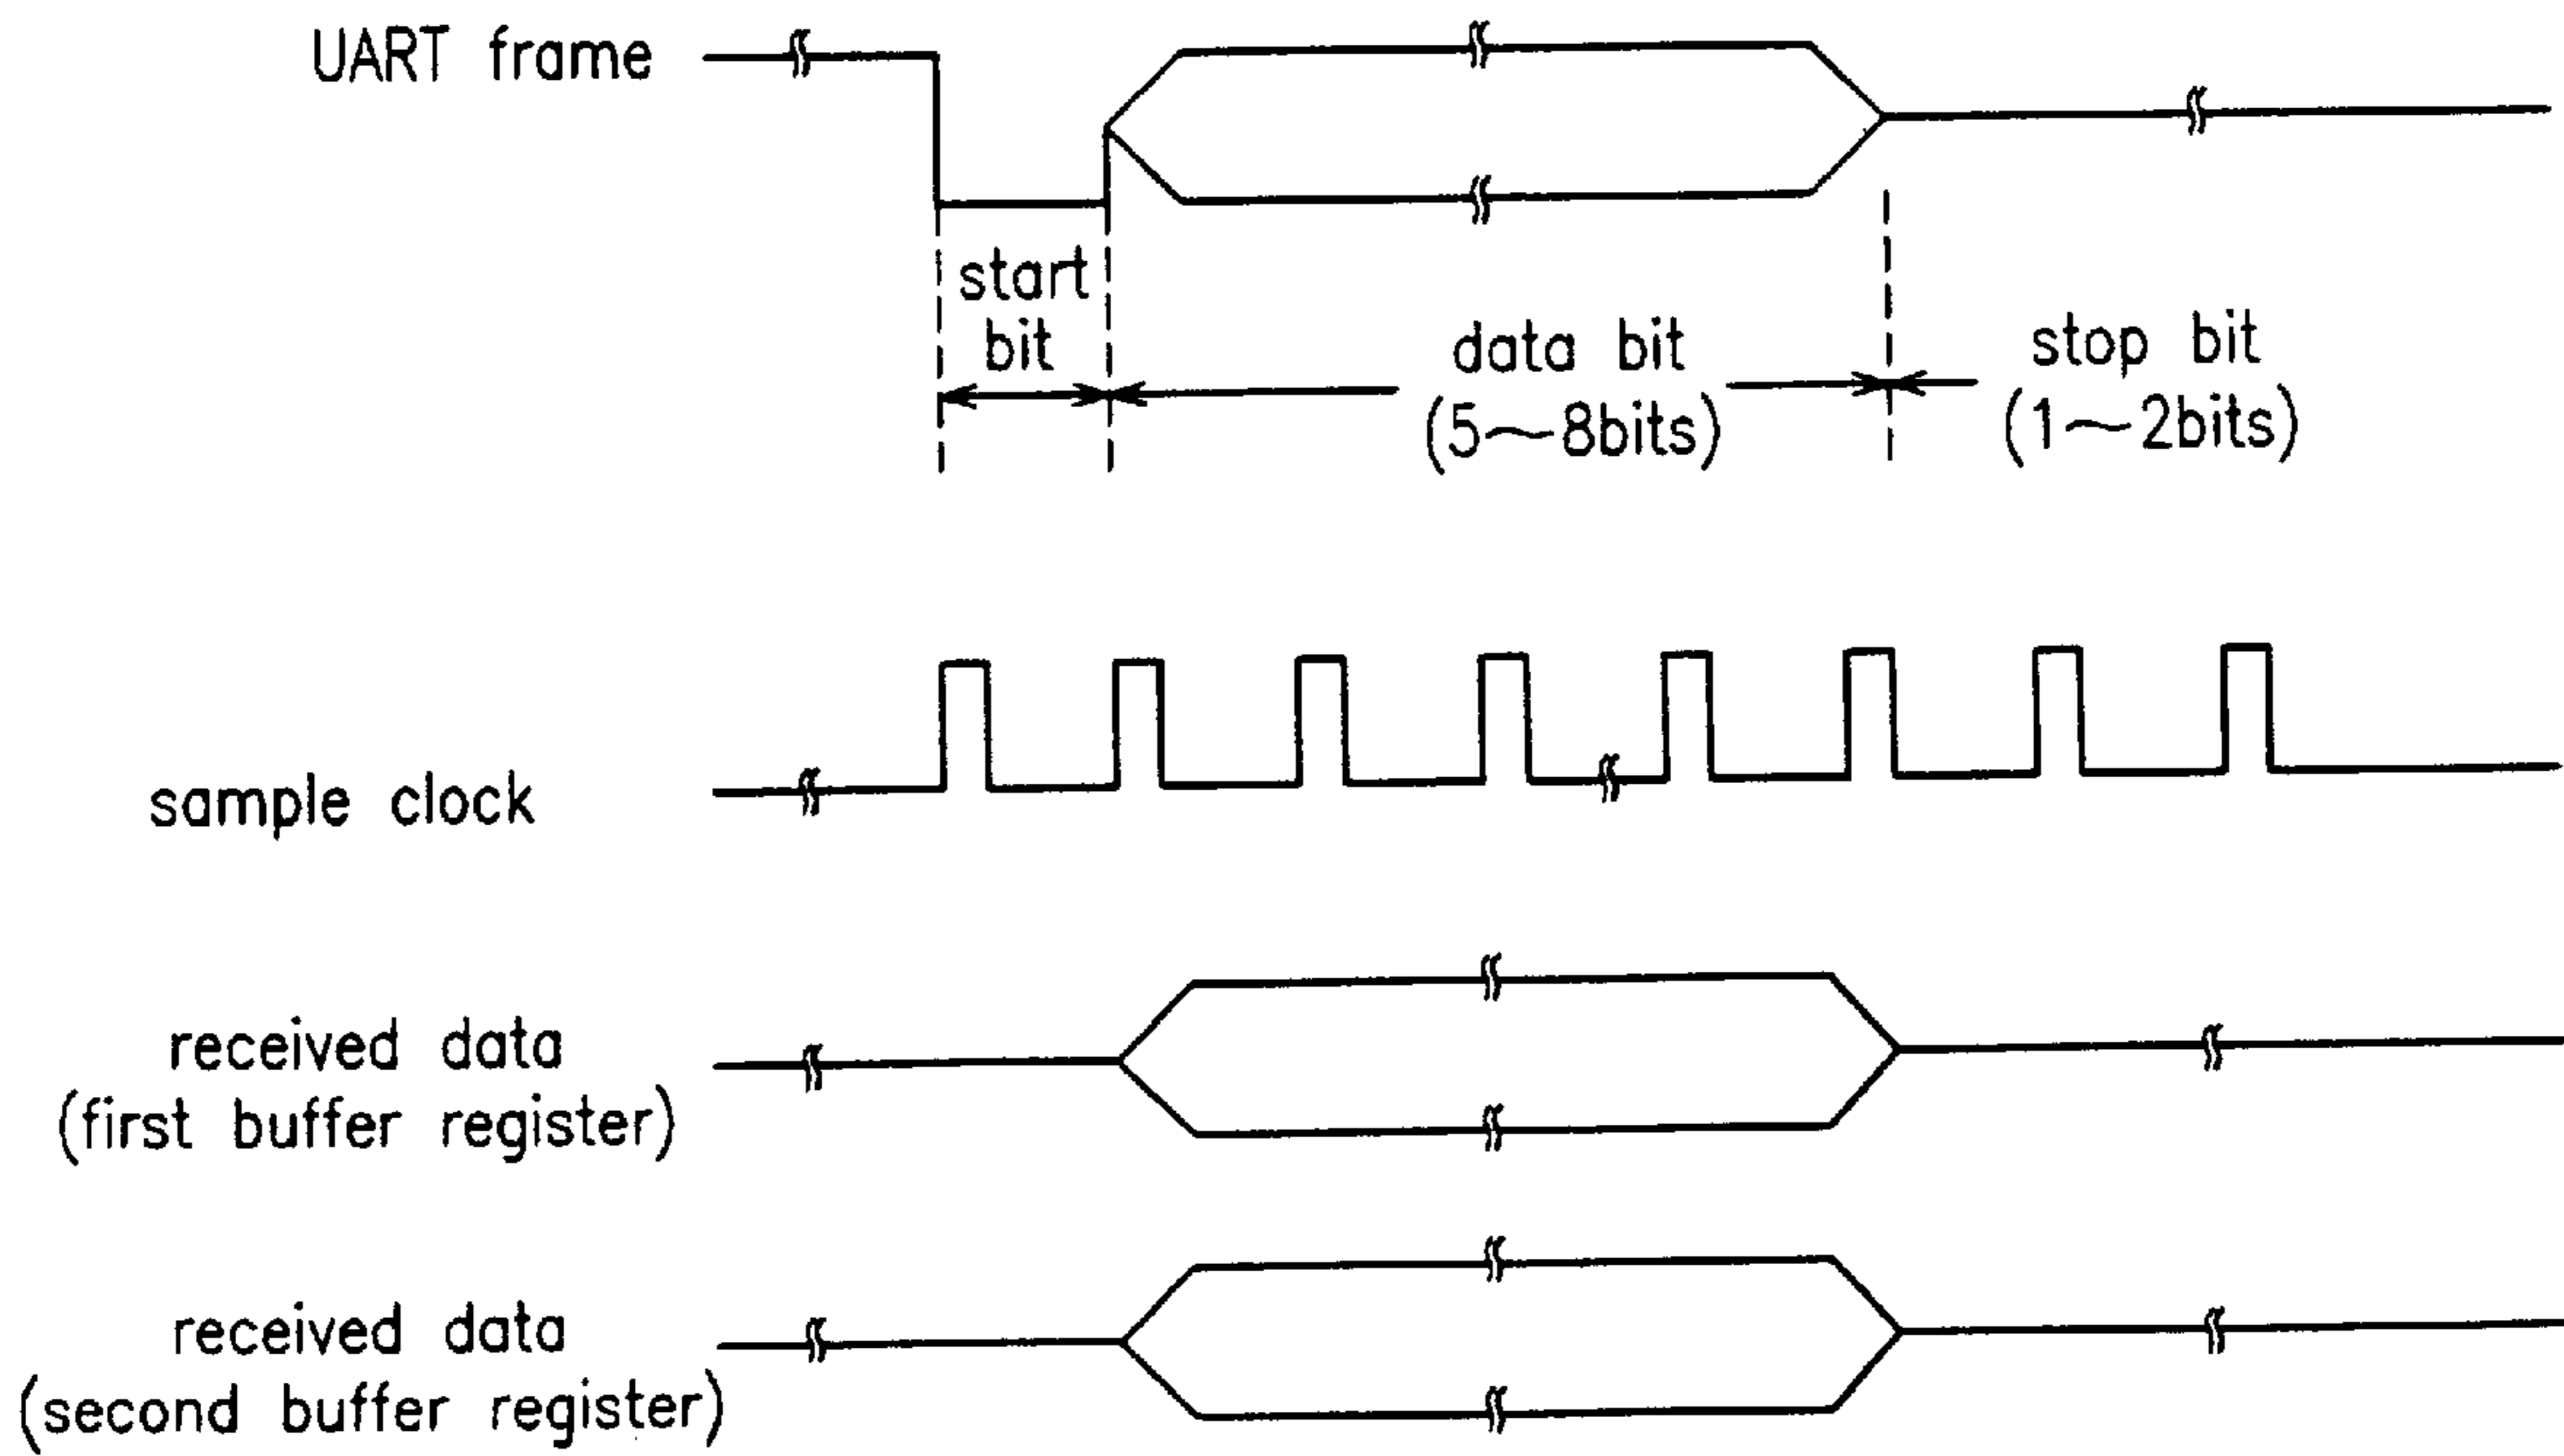 UART frame
start
bit
data bit
(5~8bits)
stop bit
(1~2bits)
sample clock
received data
(first buffer register)
received data
(second buffer register)